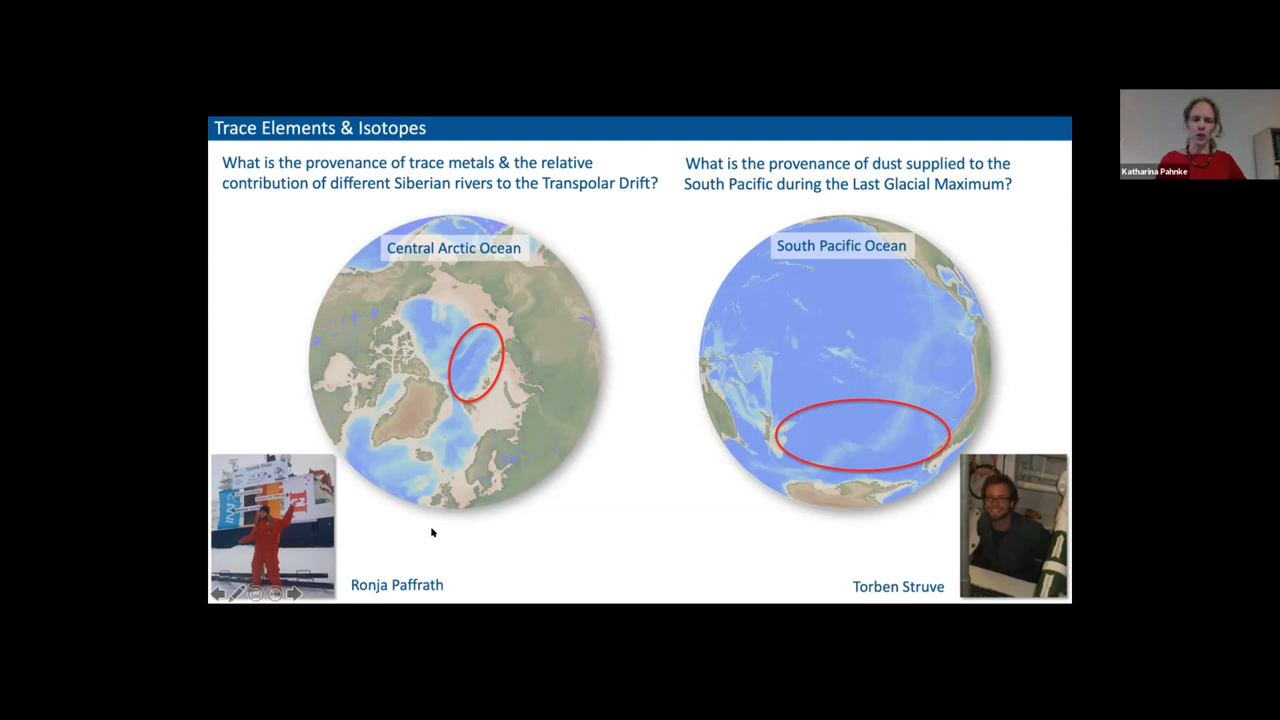 Trace Elements & Isotopes
What is the provenance of trace metals & the relative
contribution of different Siberian rivers to the Transpolar Drift?
What is the provenance of dust supplied to the
South Pacific during the Last Glacial Maximum?
Central Arctic Ocean
South Pacific Ocean
Ronja Paffrath
Torben Struve
Katharina Pahnke